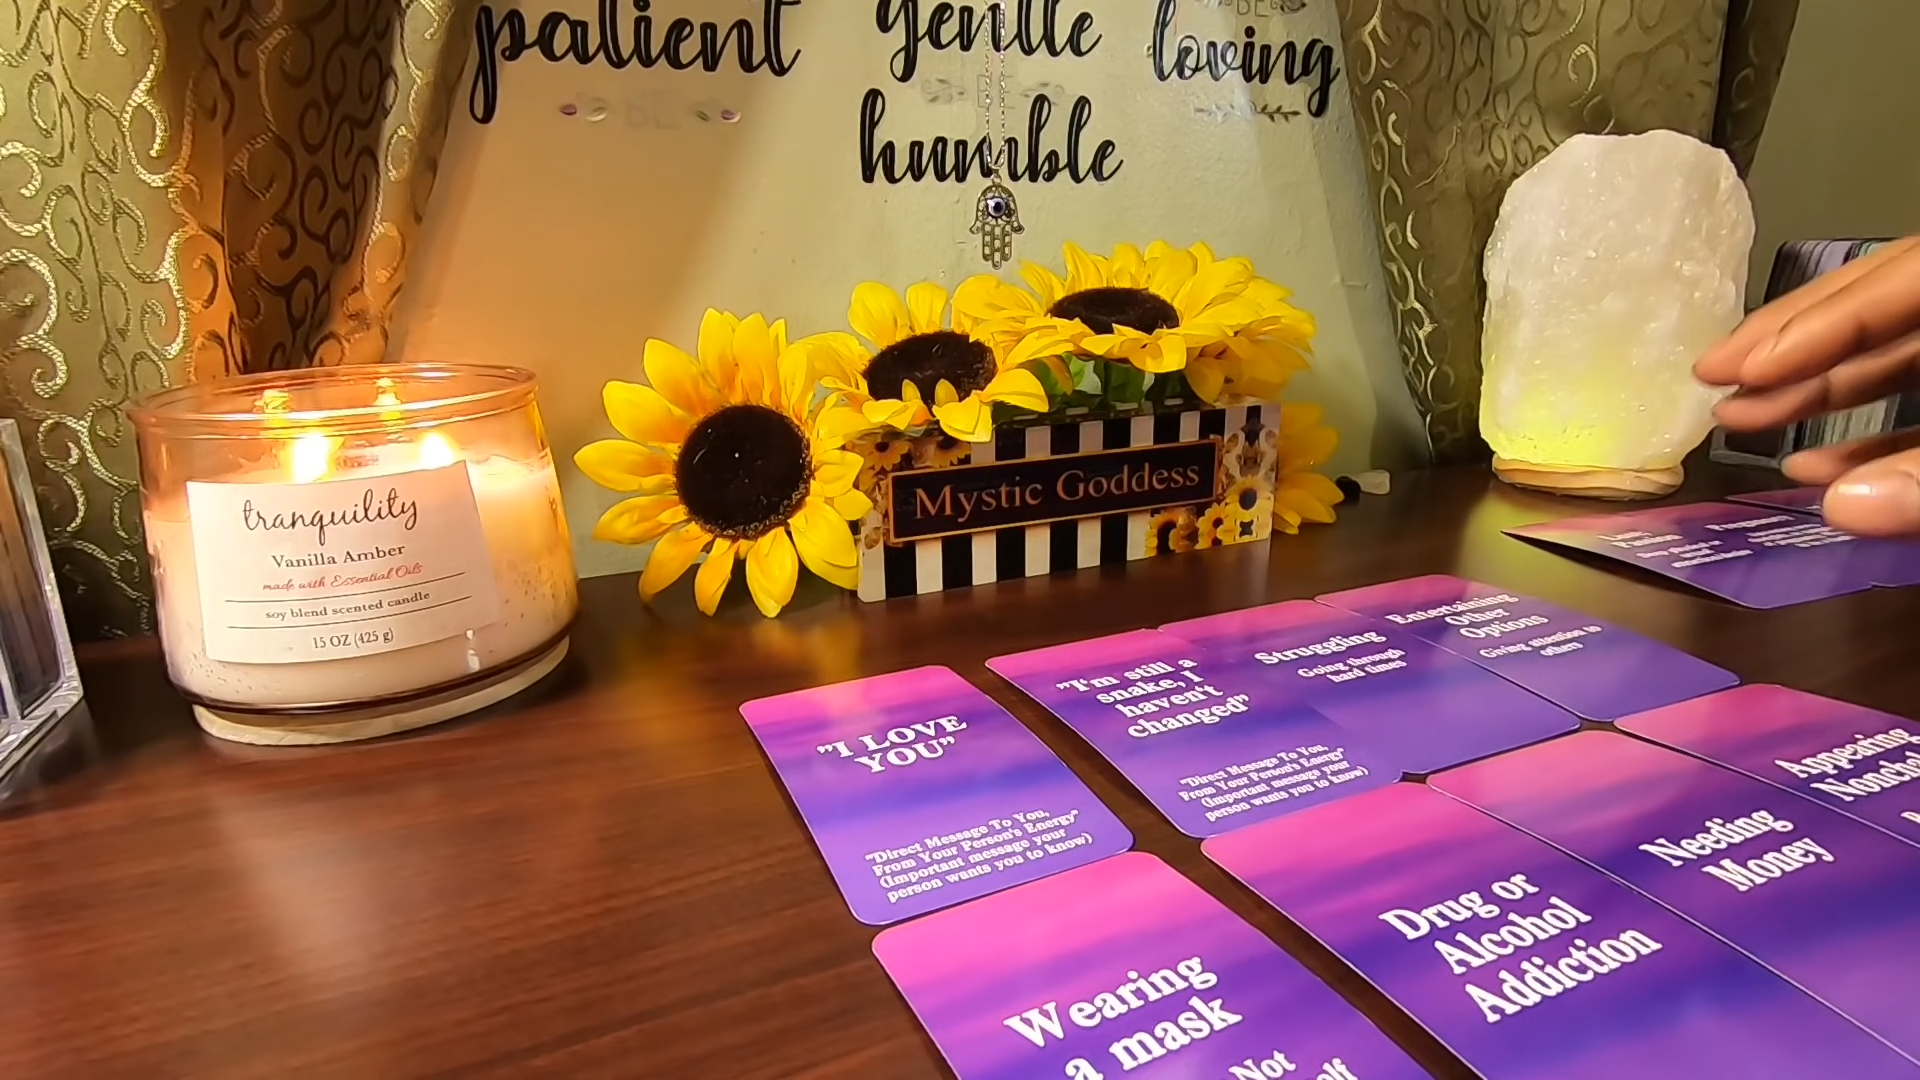 patient
gentle
loving
BE
BE
humble
tranquility
Vanilla Amber
made with Essential Oils
soy blend scented candle
15 OZ (425 g)
Mystic Goddess
"I LOVE
YOU"
"Direct Message To You,
From Your Person's Energy"
(Important message your
person wants you to know)
"I'm still a
snake, I
haven't
changed"
"Direct Message To You,
From Your Person's Energy"
(Important message your
person wants you to know)
Struggling
Going through
hard times
Entertaining
Other
Options
Giving attention to
others
Wearing
a mask
Not
Drug or
Alcohol
Addiction
Needing
Money
Appearing